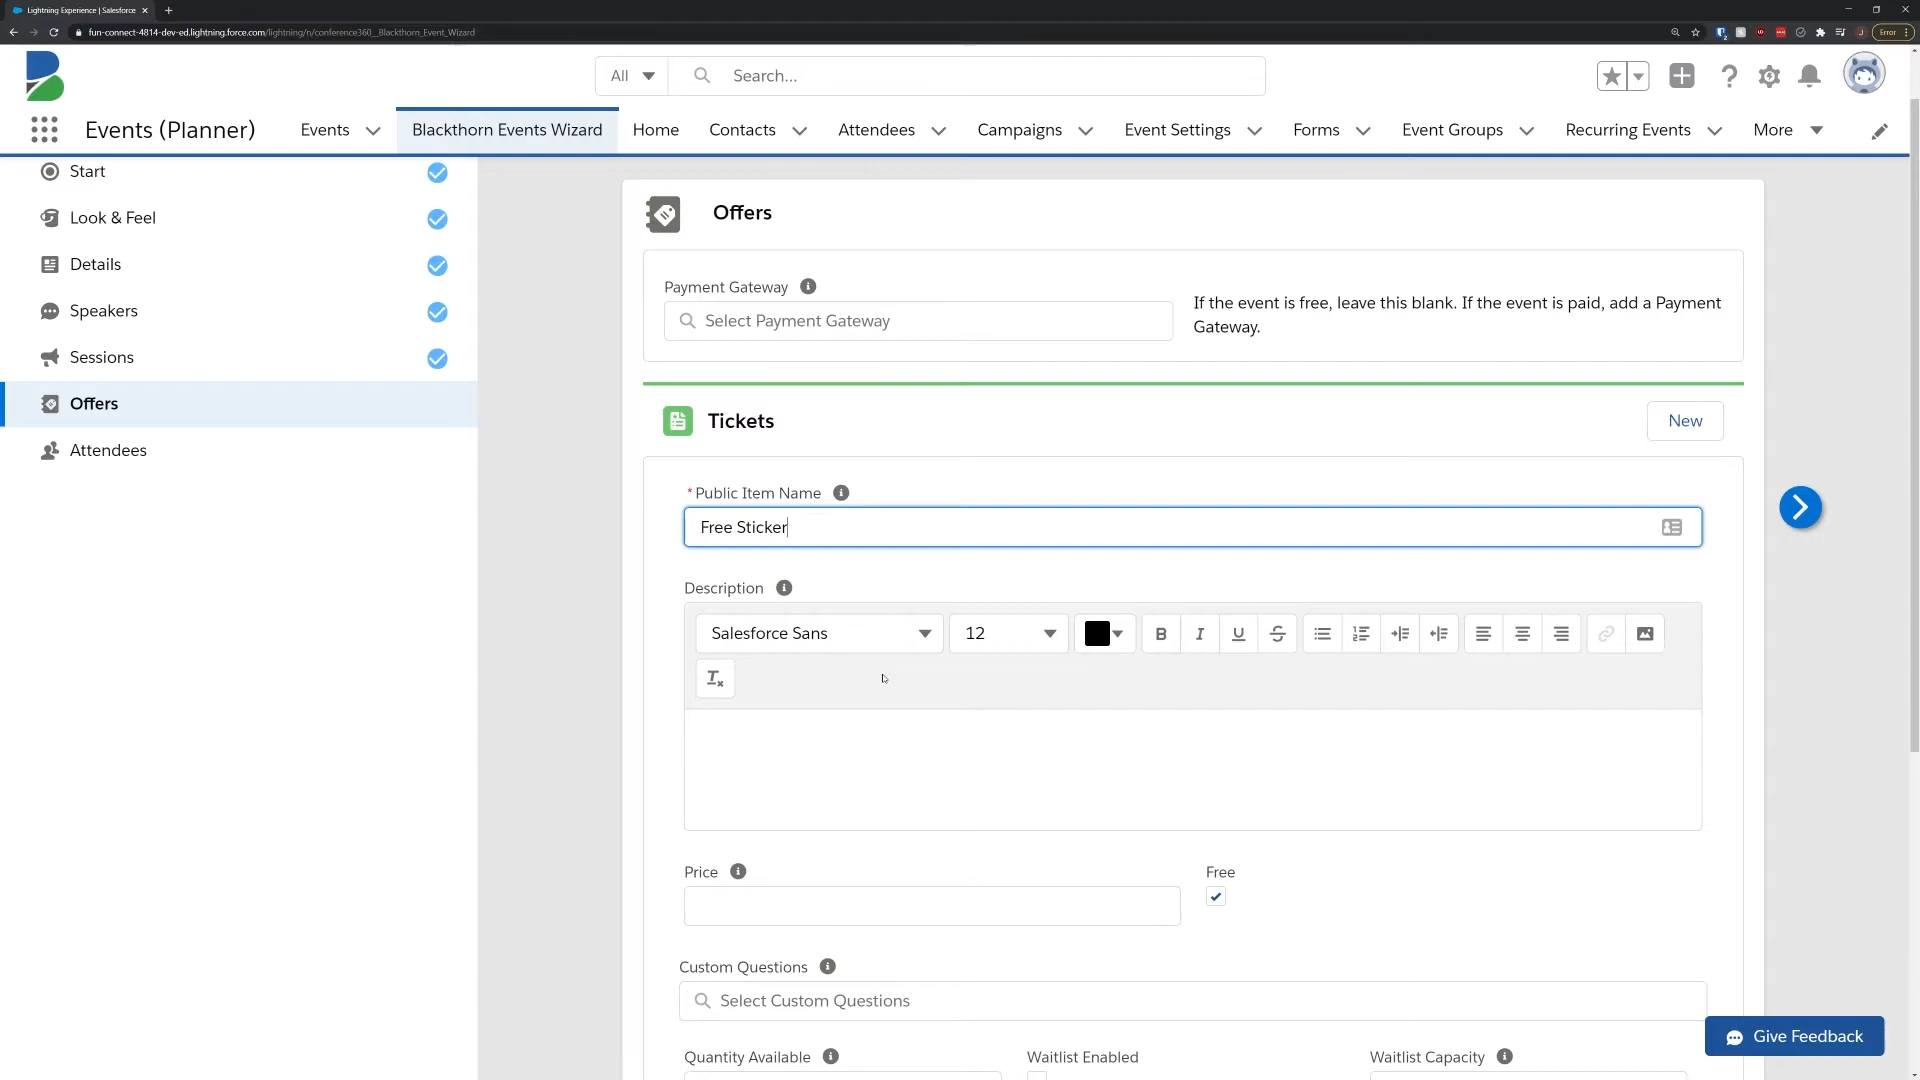 Lightning Experience | Salesforce
fun-connect-4814-dev-ed.lightning.force.com/lightning/n/conference360__Blackthorn_Event_Wizard
Error
All
Search...
Events (Planner)
Events
Blackthorn Events Wizard
Home
Contacts
Attendees
Campaigns
Event Settings
Forms
Event Groups
Recurring Events
More
Start
Look & Feel
Details
Speakers
Sessions
Offers
Attendees
Offers
Payment Gateway
Select Payment Gateway
If the event is free, leave this blank. If the event is paid, add a Payment
Gateway.
Tickets
New
*Public Item Name
Free Sticker
Description
Salesforce Sans
12
B I U S
Price
Free
Custom Questions
Select Custom Questions
Quantity Available
Waitlist Enabled
Waitlist Capacity
Give Feedback